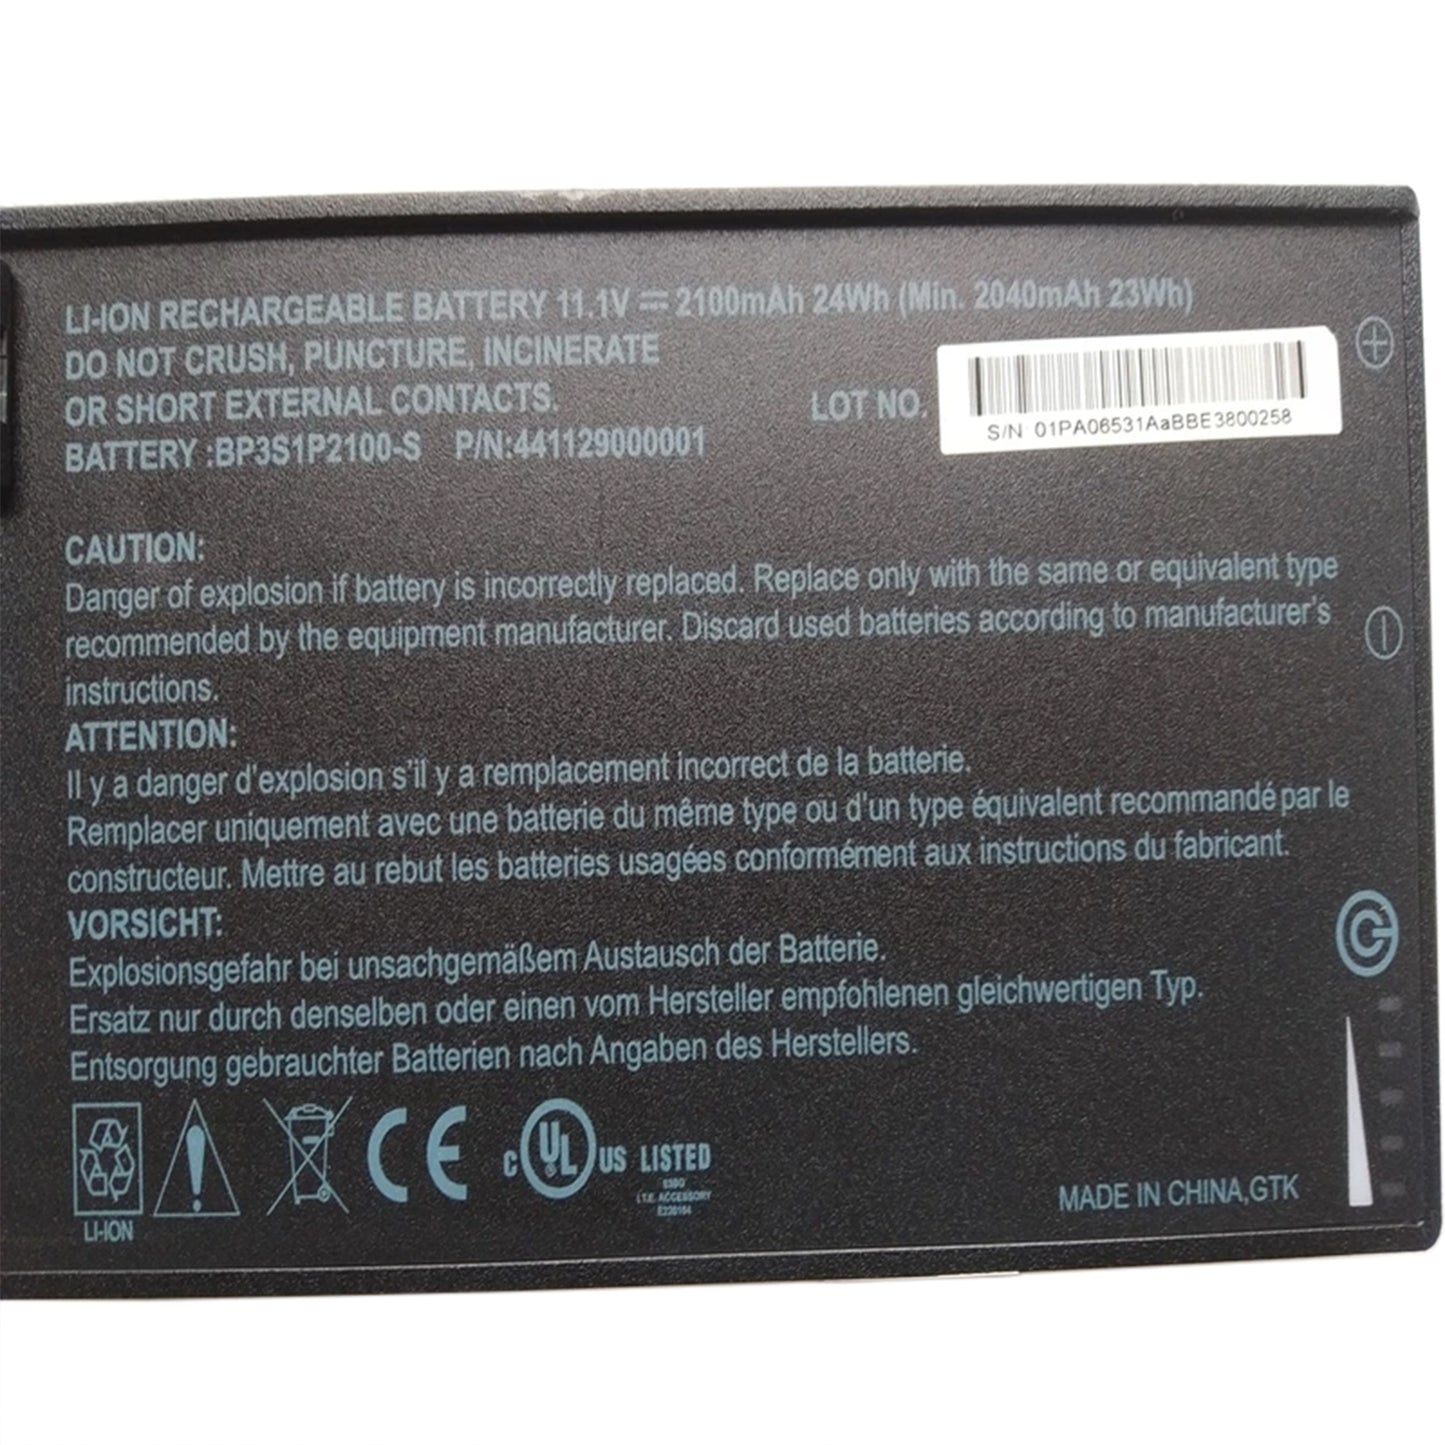 LI-ION RECHARGEABLE BATTERY 11.1V ⎓ 2100mAh 24Wh (Min. 2040mAh 23Wh)
DO NOT CRUSH, PUNCTURE, INCINERATE
OR SHORT EXTERNAL CONTACTS.
LOT NO.
S/N: 01PA06531AaBBE3800258
BATTERY :BP3S1P2100-S P/N:441129000001
CAUTION:
Danger of explosion if battery is incorrectly replaced. Replace only with the same or equivalent type
recommended by the equipment manufacturer. Discard used batteries according to manufacturer's
instructions.
ATTENTION:
Il y a danger d'explosion s'il y a remplacement incorrect de la batterie.
Remplacer uniquement avec une batterie du même type ou d'un type équivalent recommandé par le
constructeur. Mettre au rebut les batteries usagées conformément aux instructions du fabricant.
VORSICHT:
Explosionsgefahr bei unsachgemäßem Austausch der Batterie.
Ersatz nur durch denselben oder einen vom Hersteller empfohlenen gleichwertigen Typ.
Entsorgung gebrauchter Batterien nach Angaben des Herstellers.
LI-ION
CE
c UL US LISTED
I.T.E. ACCESSORY
MADE IN CHINA,GTK